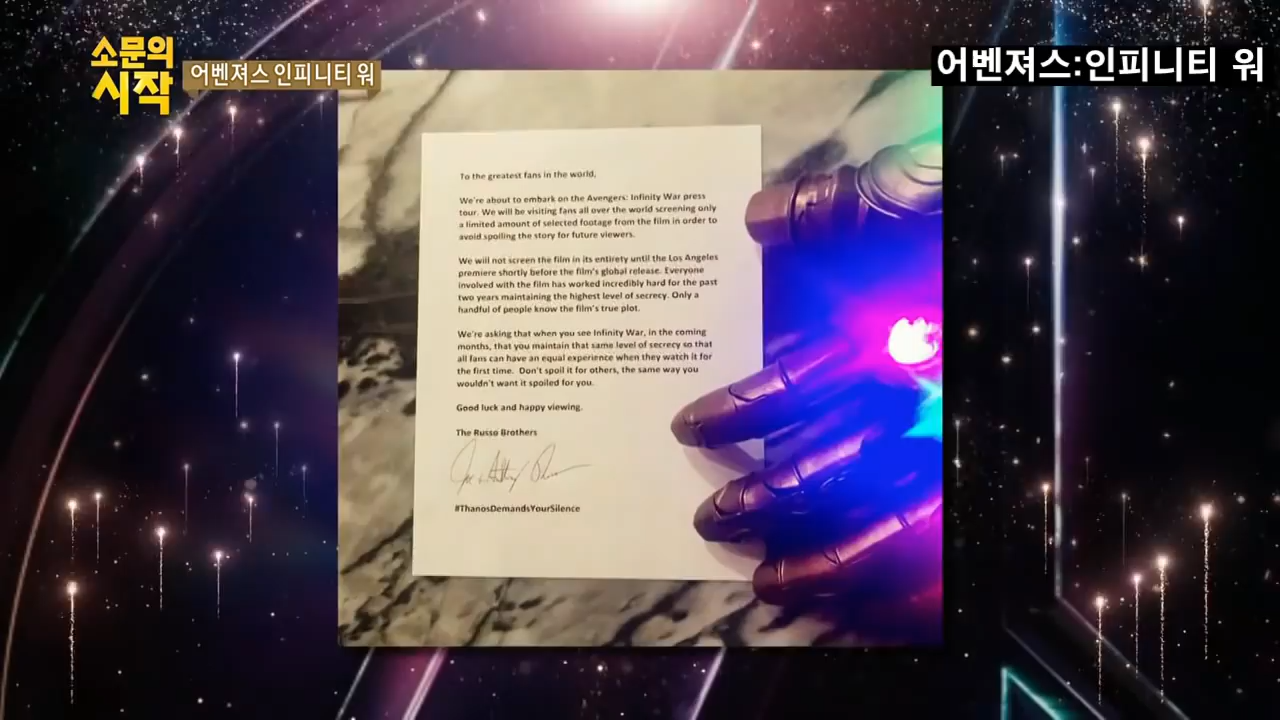 소문의
시작
어벤져스 인피니티 워
어벤져스:인피니티 워
To the greatest fans in the world,
We're about to embark on the Avengers: Infinity War press
tour. We will be visiting fans all over the world screening only
a limited amount of selected footage from the film in order to
avoid spoiling the story for future viewers.
We will not screen the film in its entirety until the Los Angeles
premiere shortly before the film's global release. Everyone
involved with the film has worked incredibly hard for the past
two years maintaining the highest level of secrecy. Only a
handful of people know the film's true plot.
We're asking that when you see Infinity War, in the coming
months, that you maintain that same level of secrecy so that
all fans can have an equal experience when they watch it for
the first time. Don't spoil it for others, the same way you
wouldn't want it spoiled for you.
Good luck and happy viewing.
The Russo Brothers
#ThanosDemandsYourSilence